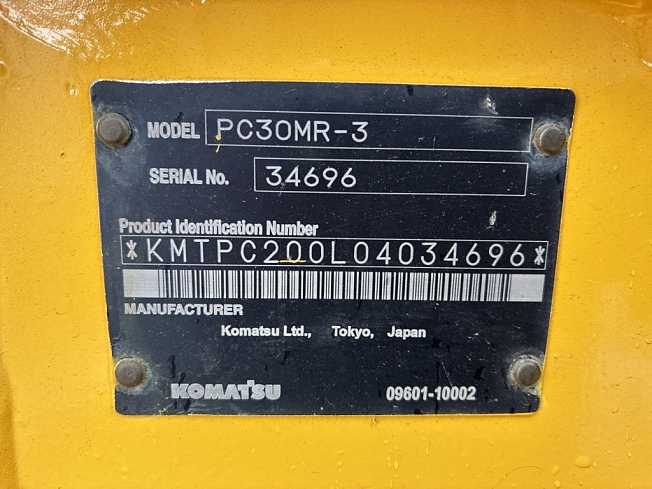 MODEL PC30MR-3
SERIAL No. 34696
Product Identification Number
*KMTPC200L04034696*
MANUFACTURER
Komatsu Ltd., Tokyo, Japan
KOMATSU 09601-10002